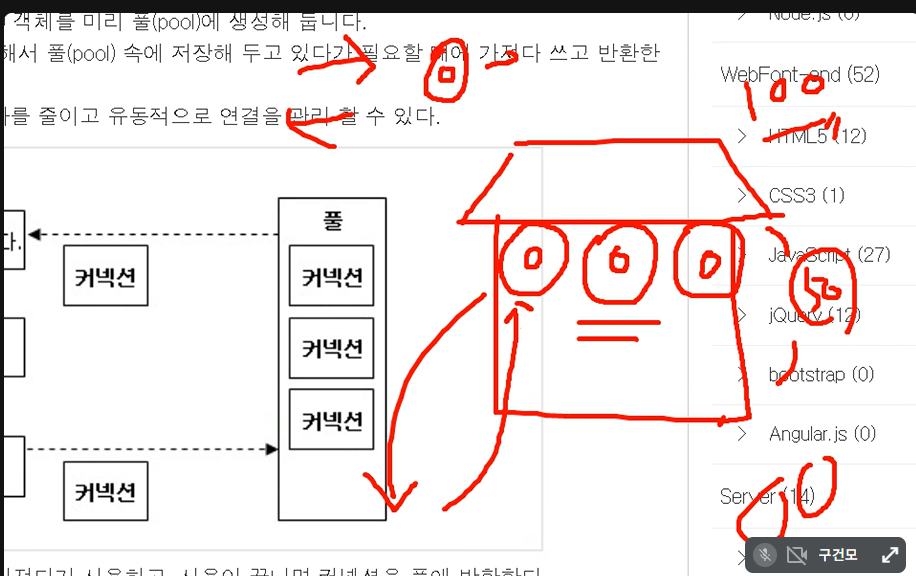 객체를 미리 풀(pool)에 생성해 둡니다.
해서 풀(pool) 속에 저장해 두고 있다가 필요할 때에 가져다 쓰고 반환한
를 줄이고 유동적으로 연결을 관리 할 수 있다.
풀
다.
커넥션
커넥션
커넥션
커넥션
커넥션
사용하고, 사용이 끝나면 커넥션을 풀에 반환한다
Node.js (0)
WebFont-end (52)
100
HTML5 (12)
CSS3 (1)
JavaScript (27)
50
jQuery (12)
bootstrap (0)
Angular.js (0)
Server (14)
구건모